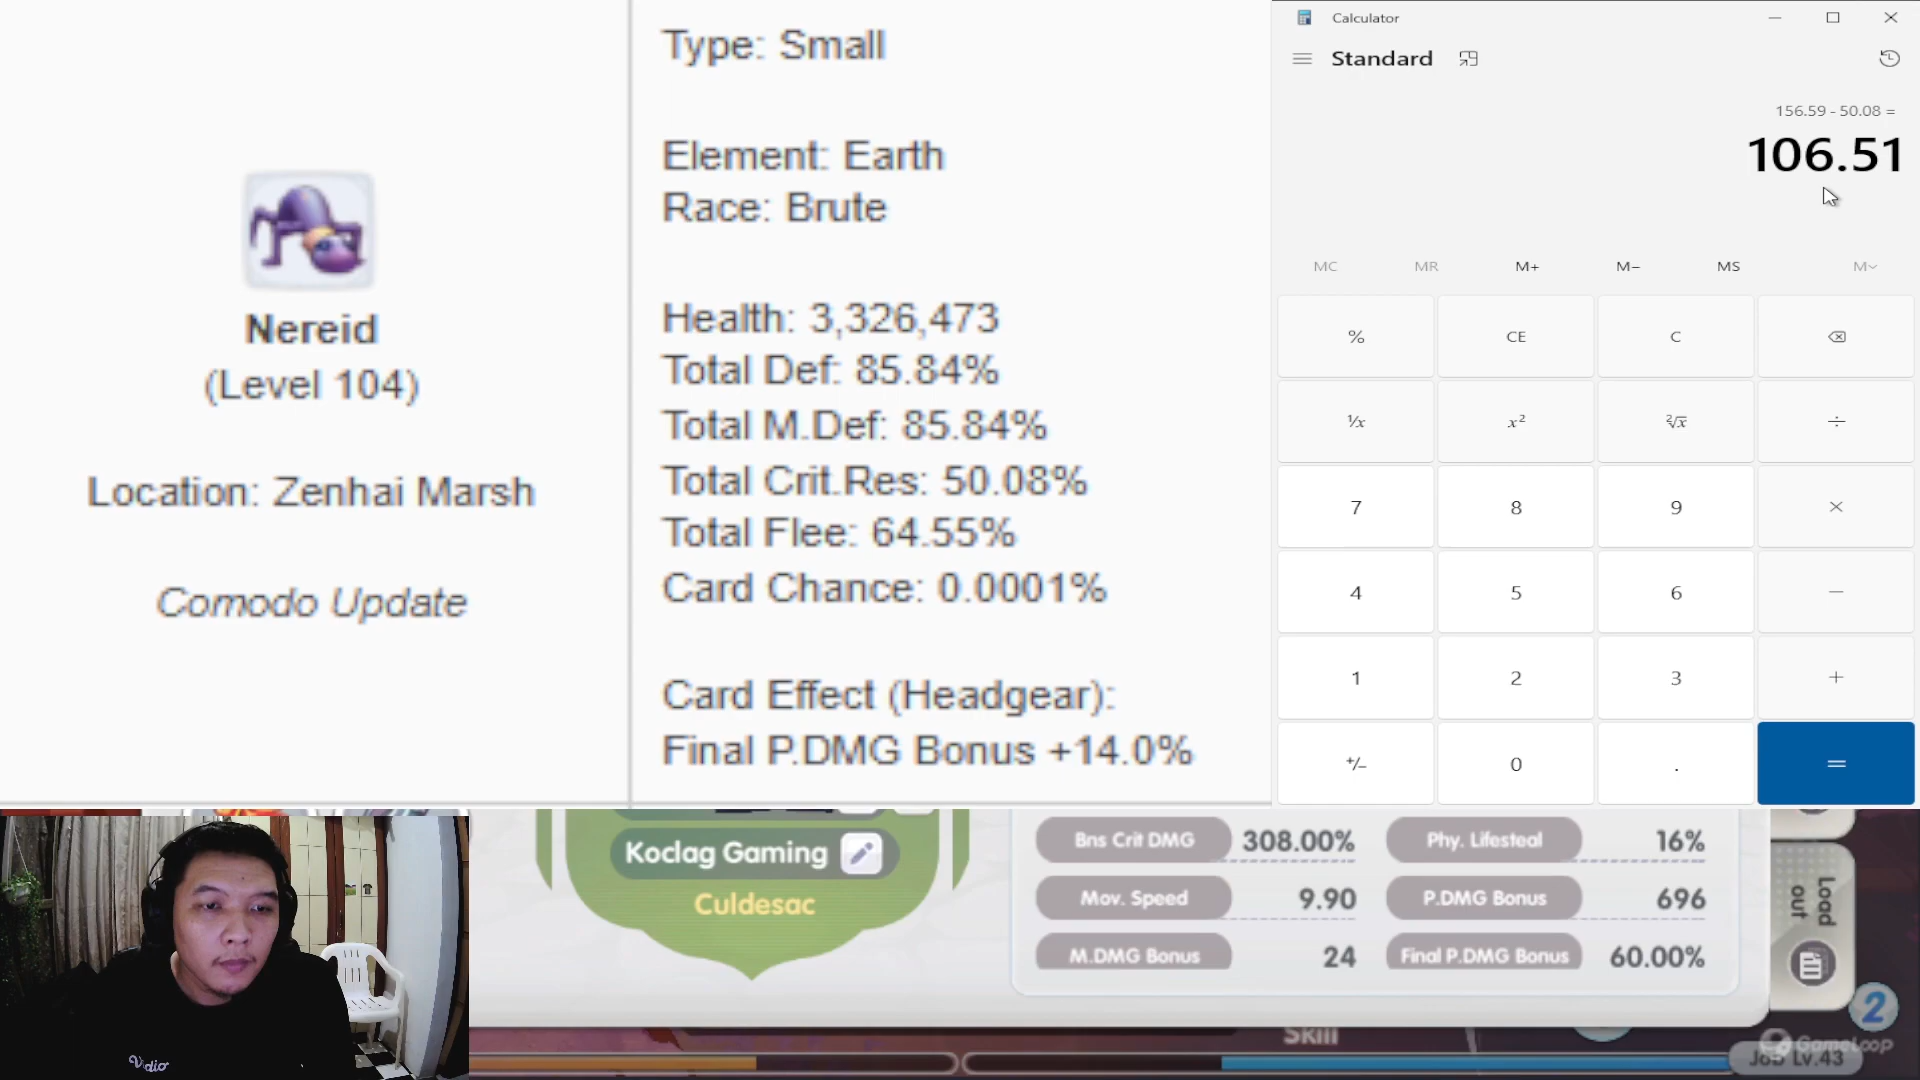 Nereid
(Level 104)
Location: Zenhai Marsh
Comodo Update
Type: Small
Element: Earth
Race: Brute
Health: 3,326,473
Total Def: 85.84%
Total M.Def: 85.84%
Total Crit.Res: 50.08%
Total Flee: 64.55%
Card Chance: 0.0001%
Card Effect (Headgear):
Final P.DMG Bonus +14.0%
Calculator
Standard
156.59 - 50.08 =
106.51
MC MR M+ M− MS M
% CE C
¹/x x² ²√x ÷
7 8 9 ×
4 5 6 −
1 2 3 +
+/− 0 . =
Koclag Gaming
Culdesac
Bns Crit DMG 308.00% Phy. Lifesteal 16%
Mov. Speed 9.90 P.DMG Bonus 696
M.DMG Bonus 24 Final P.DMG Bonus 60.00%
Load out
2
Skill
GameLoop
Job Lv.43
Vidio